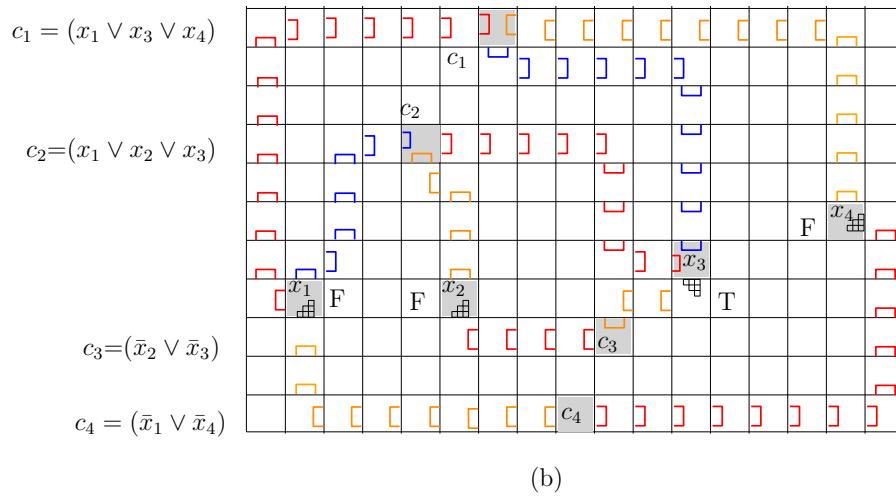 c₁ = (x₁ ∨ x₃ ∨ x₄)
c₁
c₂
c₂=(x₁ ∨ x₂ ∨ x₃)
F x₄
x₃
x₁ F F x₂ T
c₃=(x̄₂ ∨ x̄₃) c₃
c₄ = (x̄₁ ∨ x̄₄) c₄
(b)